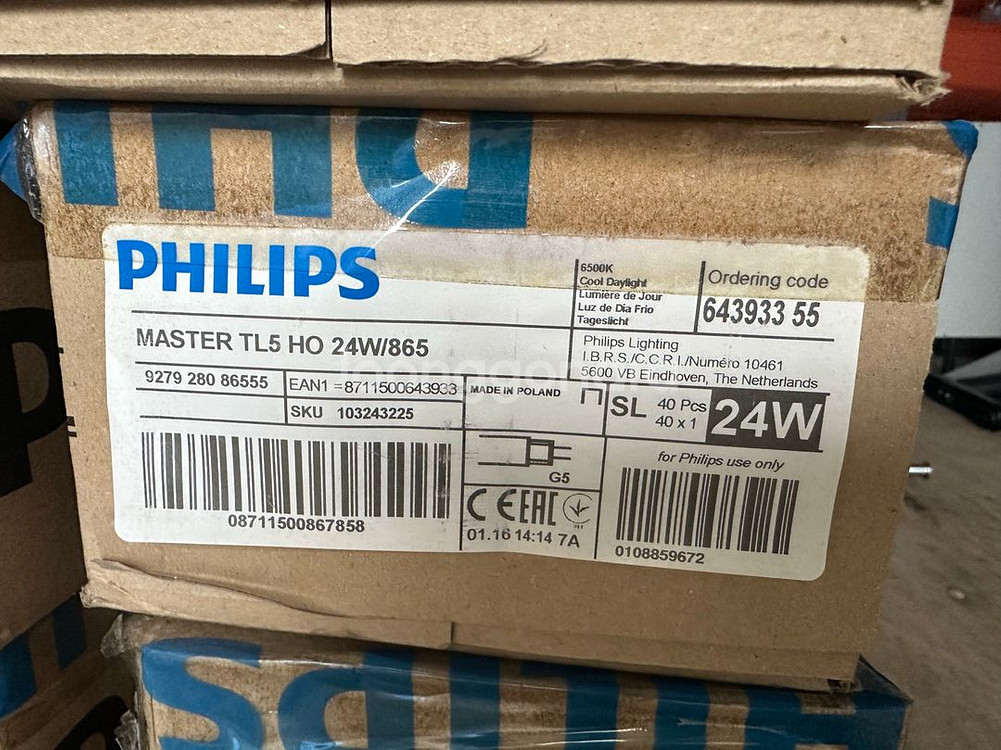 PHILIPS
6500K
Cool Daylight
Lumière de Jour
Luz de Dia Frio
Tageslicht
Ordering code
643933 55
MASTER TL5 HO 24W/865
Philips Lighting
I.B.R.S./C.C.R.I./Numéro 10461
5600 VB Eindhoven, The Netherlands
9279 280 86555
EAN1 =8711500643933
SKU 103243225
MADE IN POLAND
SL
40 Pcs
40 x 1
24W
G5
for Philips use only
CE EAC
01.16 14:14 7A
08711500867858
0108859672